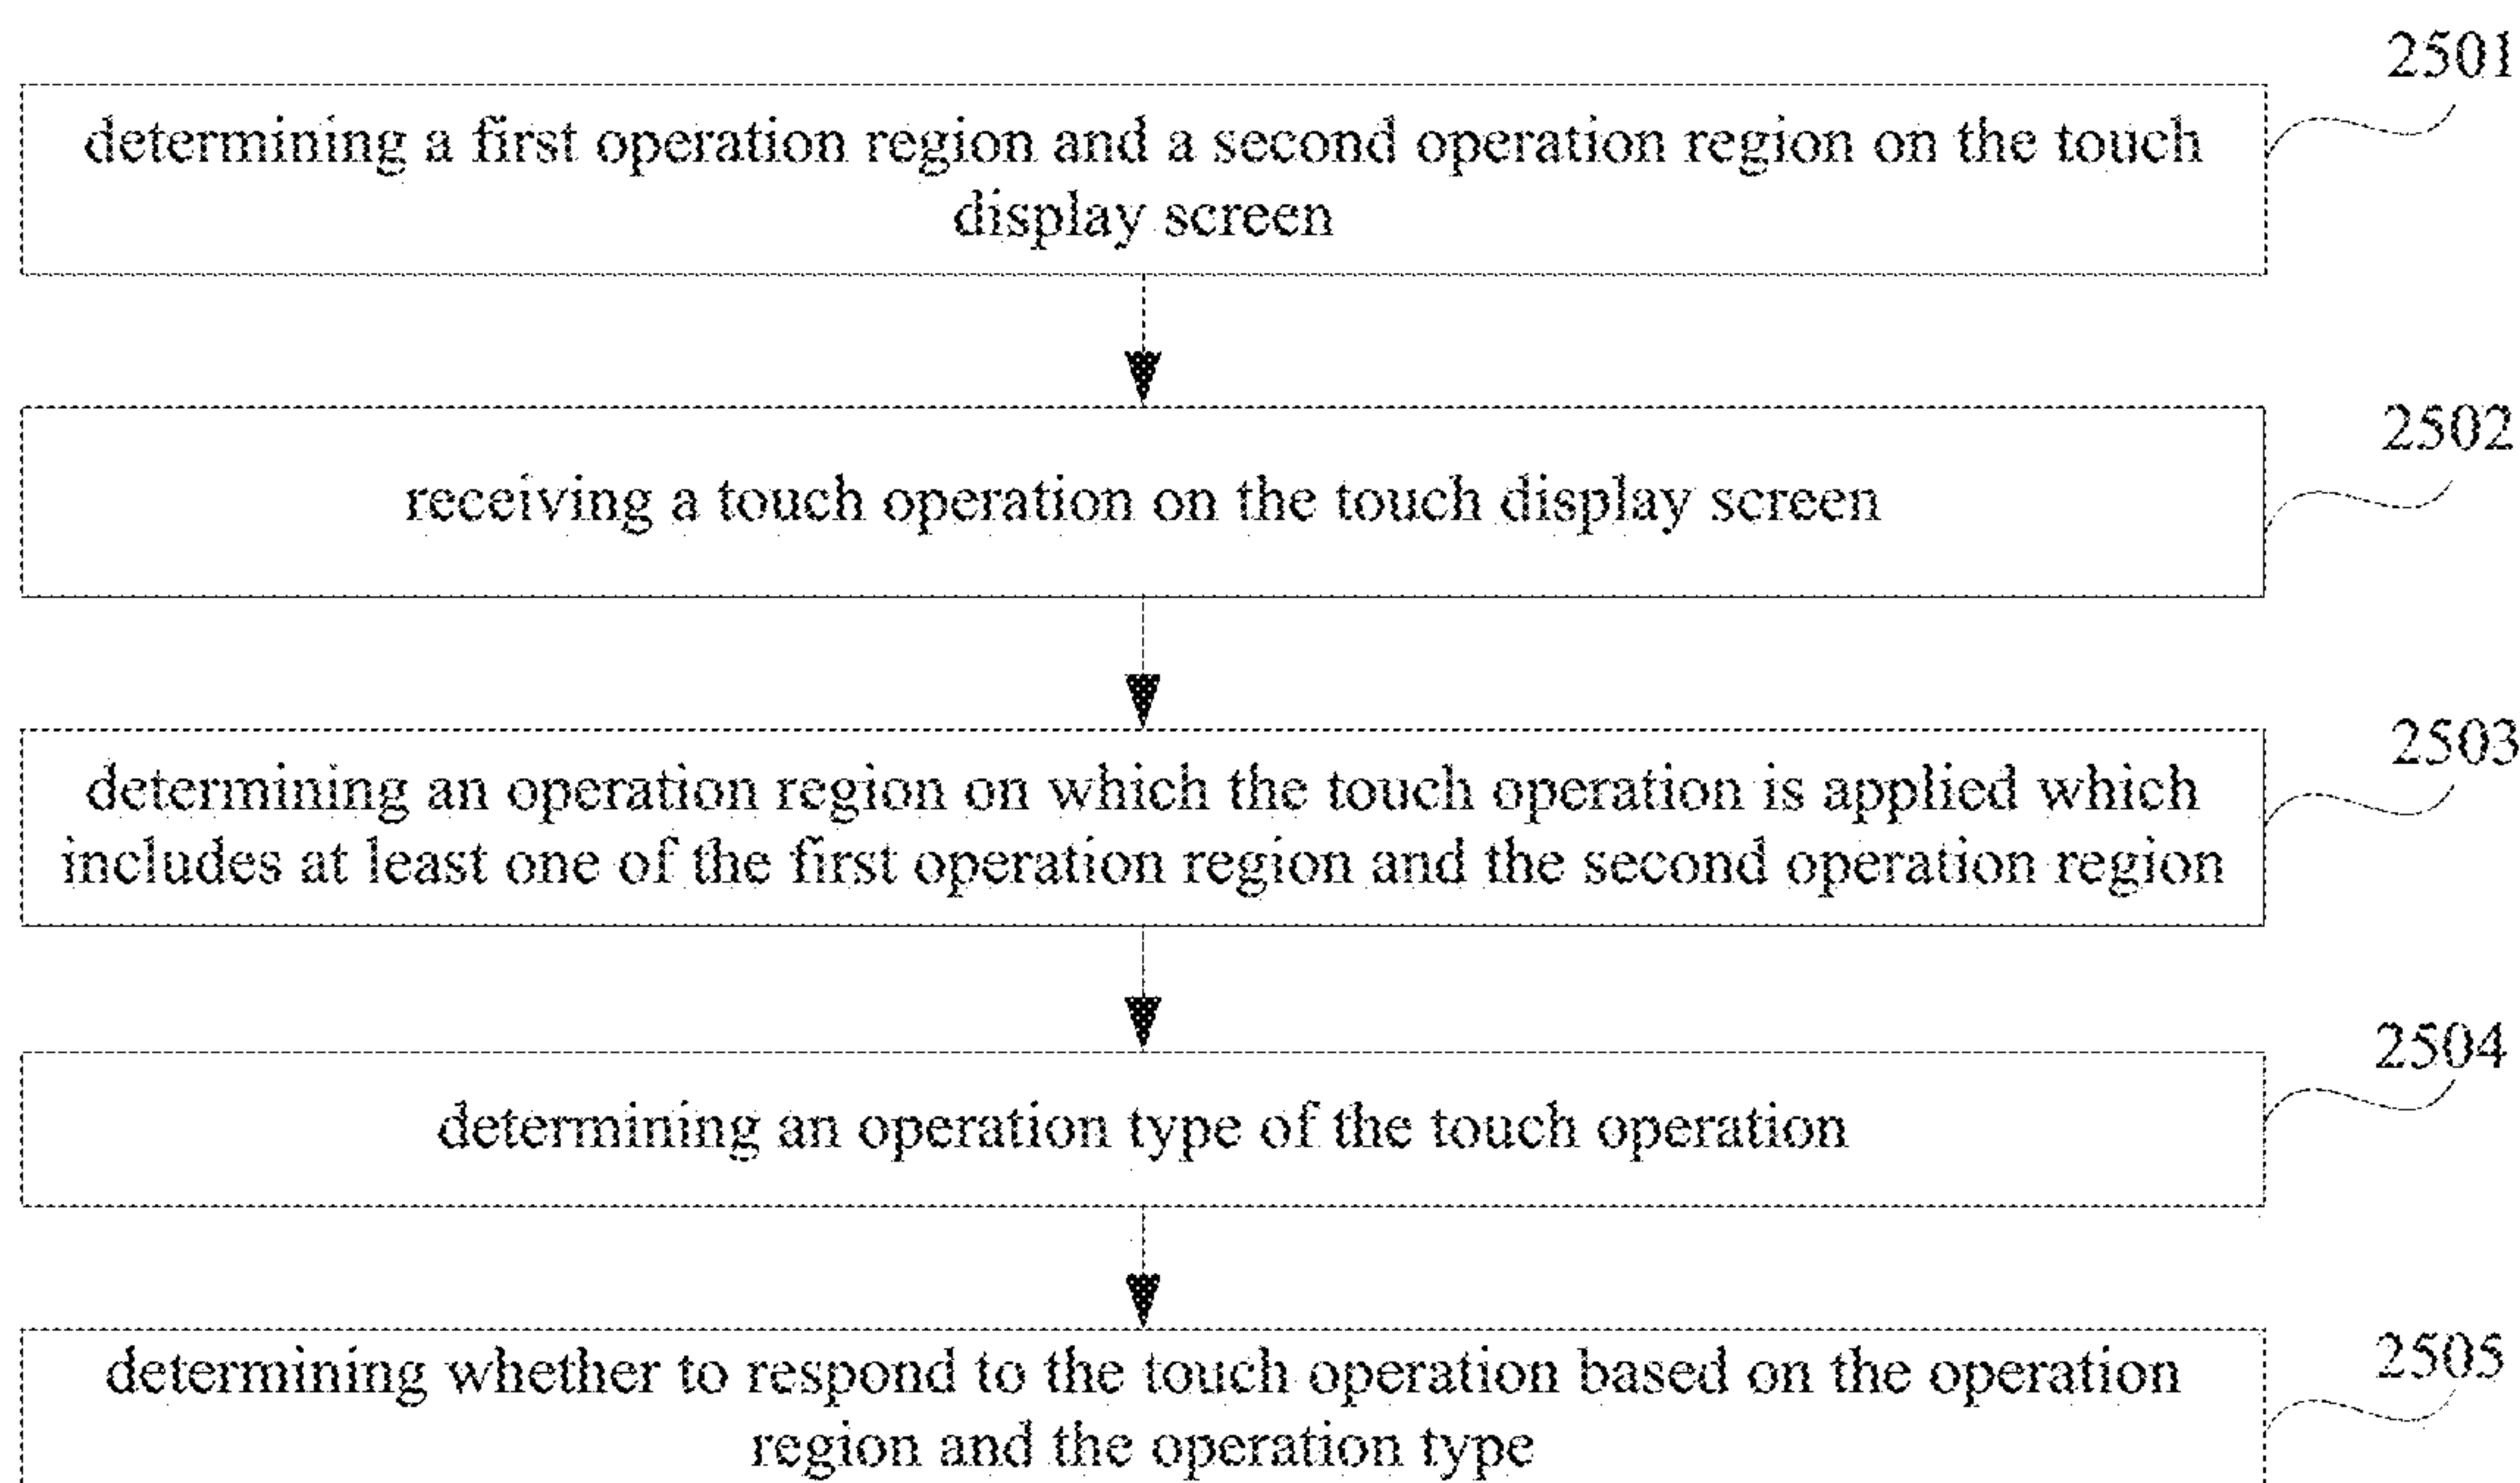 2501
determining a first operation region and a second operation region on the touch
display screen
2502
receiving a touch operation on the touch display screen
2503
determining an operation region on which the touch operation is applied which
includes at least one of the first operation region and the second operation region
2504
determining an operation type of the touch operation
2505
determining whether to respond to the touch operation based on the operation
region and the operation type